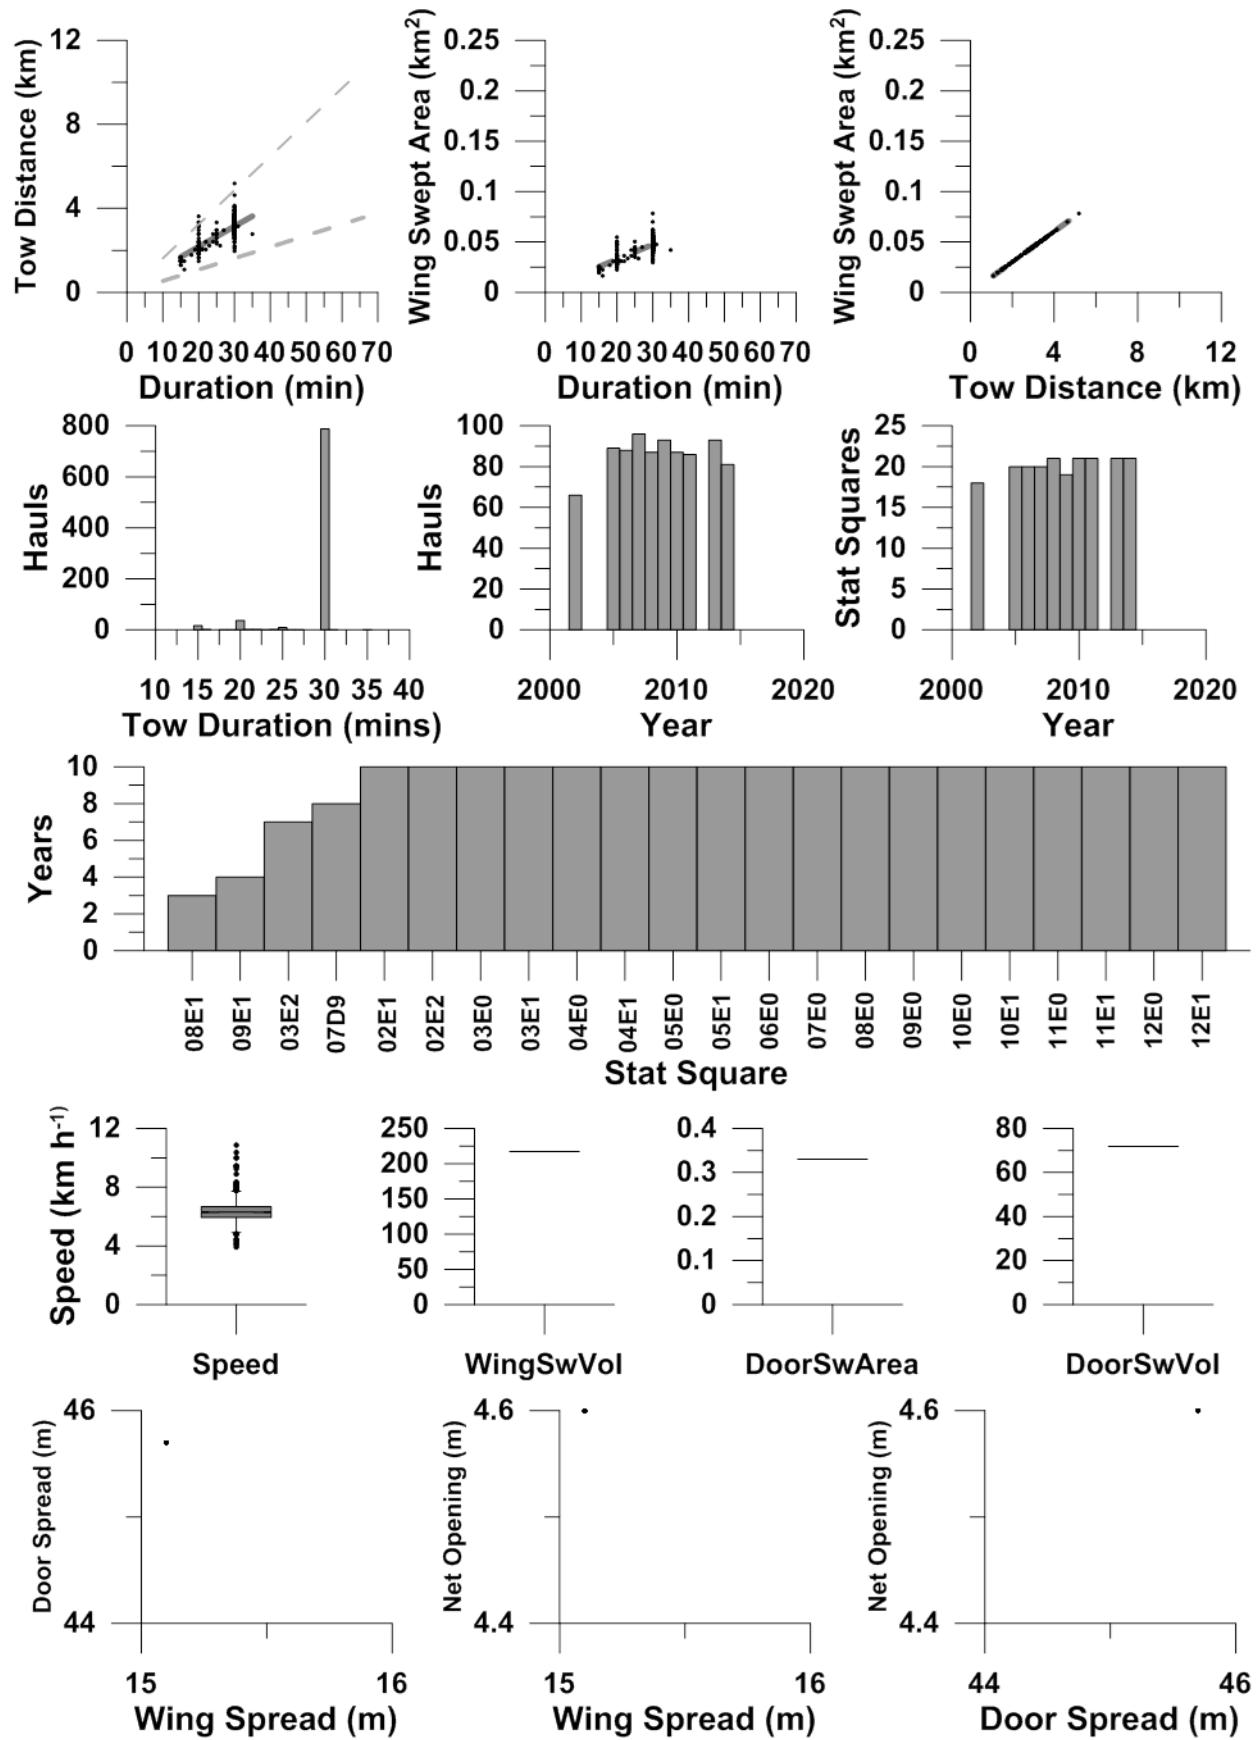 Tow Distance (km)
12
8
4
0
0 10 20 30 40 50 60 70
Duration (min)
Wing Swept Area (km²)
0.25
0.2
0.15
0.1
0.05
0
0 10 20 30 40 50 60 70
Duration (min)
Wing Swept Area (km²)
0.25
0.2
0.15
0.1
0.05
0
0 4 8 12
Tow Distance (km)
Hauls
800
600
400
200
0
10 15 20 25 30 35 40
Tow Duration (mins)
Hauls
100
80
60
40
20
0
2000 2010 2020
Year
Stat Squares
25
20
15
10
5
0
2000 2010 2020
Year
Years
10
8
6
4
2
0
08E1
09E1
03E2
07D9
02E1
02E2
03E0
03E1
04E0
04E1
05E0
05E1
06E0
07E0
08E0
09E0
10E0
10E1
11E0
11E1
12E0
12E1
Stat Square
Speed (km h⁻¹)
12
8
4
0
Speed
250
200
150
100
50
0
WingSwVol
0.4
0.3
0.2
0.1
0
DoorSwArea
80
60
40
20
0
DoorSwVol
Door Spread (m)
46
44
15 16
Wing Spread (m)
Net Opening (m)
4.6
4.4
15 16
Wing Spread (m)
Net Opening (m)
4.6
4.4
44 46
Door Spread (m)